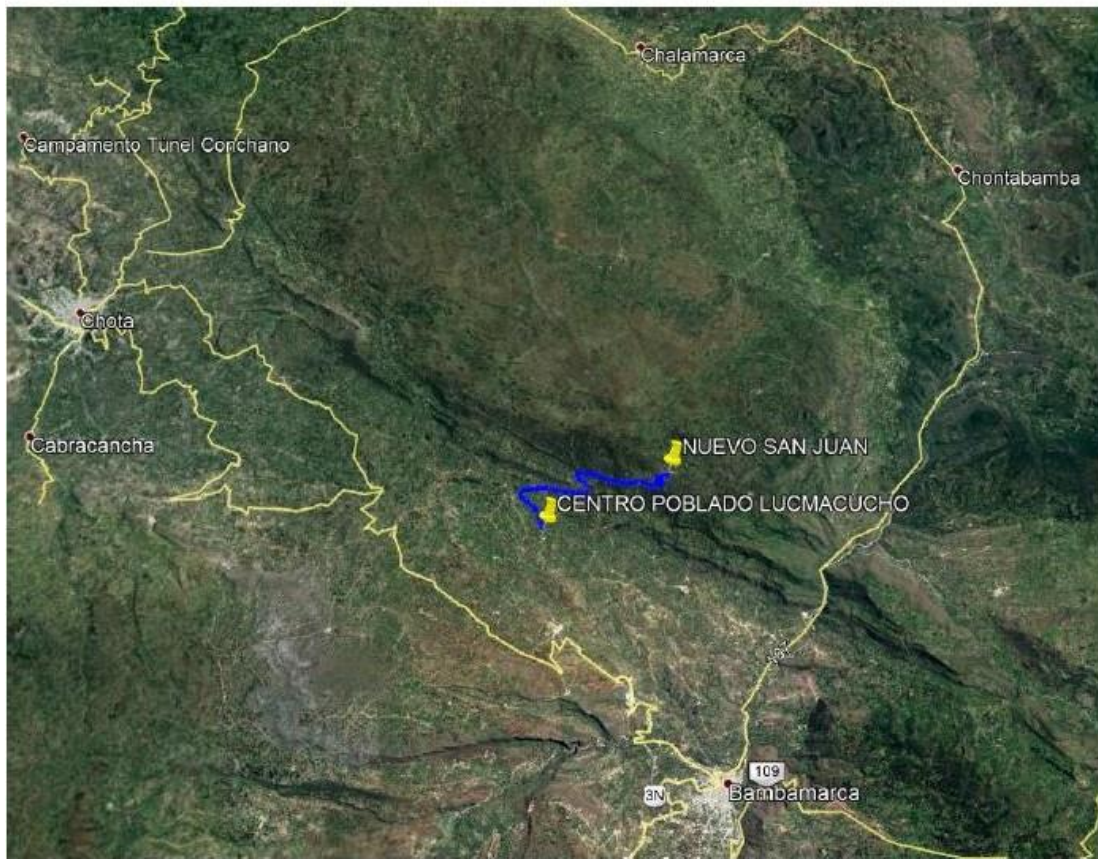 Chalamarca
Campamento Tunel Conchano
Chontabamba
Chota
Cabracancha
NUEVO SAN JUAN
CENTRO POBLADO LUCMACUCHO
109
3N
Bambamarca